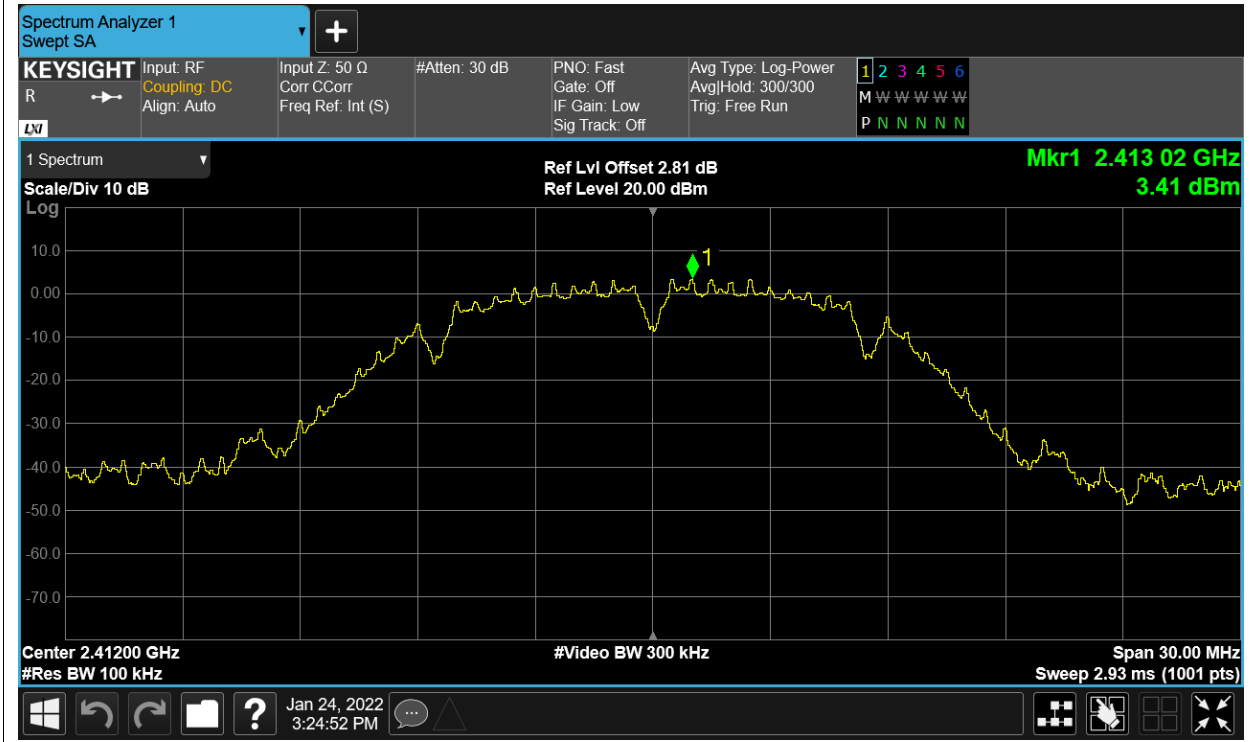 Spectrum Analyzer 1
Swept SA
KEYSIGHT
R
LXI
Input: RF
Coupling: DC
Align: Auto
Input Z: 50 Ω
Corr CCorr
Freq Ref: Int (S)
#Atten: 30 dB
PNO: Fast
Gate: Off
IF Gain: Low
Sig Track: Off
Avg Type: Log-Power
Avg|Hold: 300/300
Trig: Free Run
1 2 3 4 5 6
M W W W W W
P N N N N N
1 Spectrum
Scale/Div 10 dB
Ref Lvl Offset 2.81 dB
Ref Level 20.00 dBm
Mkr1 2.413 02 GHz
3.41 dBm
Log
10.0
0.00
-10.0
-20.0
-30.0
-40.0
-50.0
-60.0
-70.0
1
Center 2.41200 GHz
#Res BW 100 kHz
#Video BW 300 kHz
Span 30.00 MHz
Sweep 2.93 ms (1001 pts)
?
Jan 24, 2022
3:24:52 PM